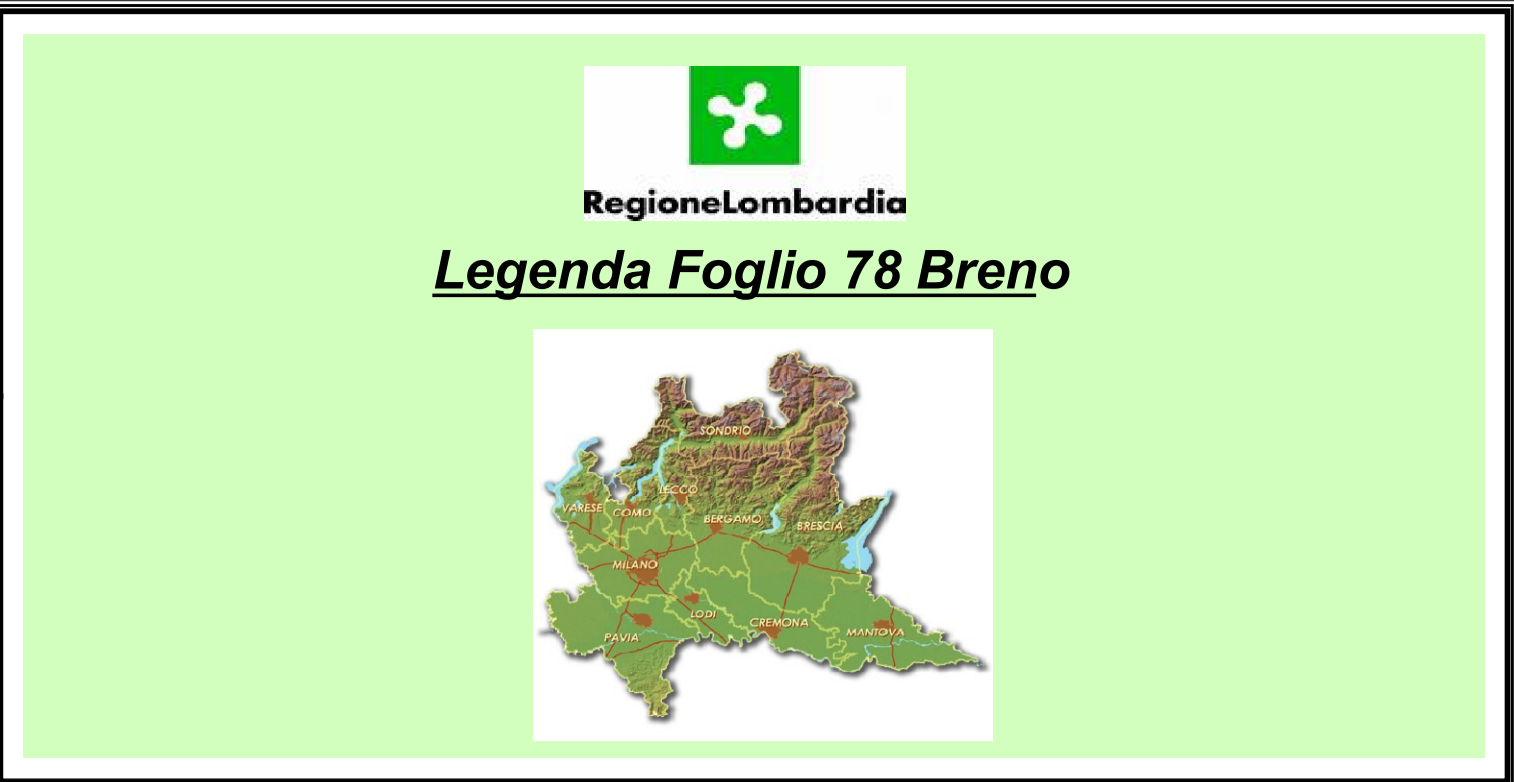 RegioneLombardia
Legenda Foglio 78 Breno
SONDRIO
LECCO
VARESE
COMO
BERGAMO
BRESCIA
MILANO
LODI
CREMONA
MANTOVA
PAVIA